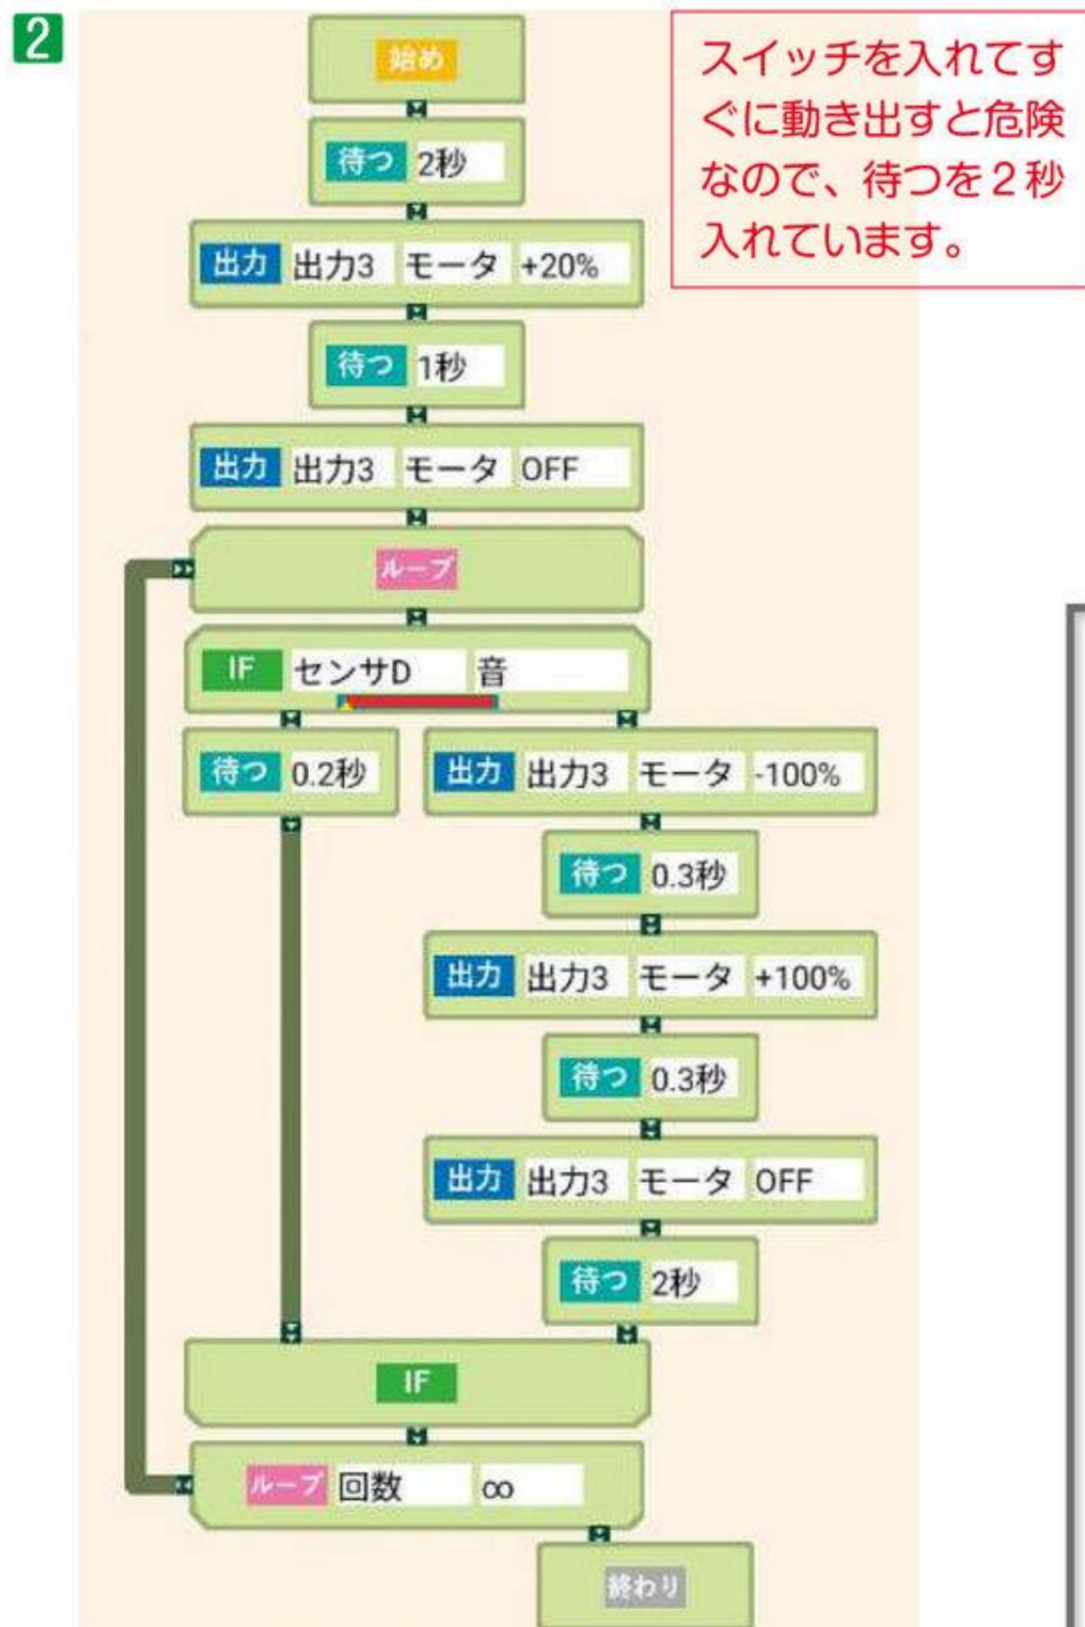 2
スイッチを入れてす
ぐに動き出すと危険
なので、待つを2秒
入れています。
始め
待つ 2秒
出力 出力3 モータ +20%
待つ 1秒
出力 出力3 モータ OFF
ループ
IF センサD 音
待つ 0.2秒
出力 出力3 モータ -100%
待つ 0.3秒
出力 出力3 モータ +100%
待つ 0.3秒
出力 出力3 モータ OFF
待つ 2秒
IF
ループ 回数 ∞
終わり